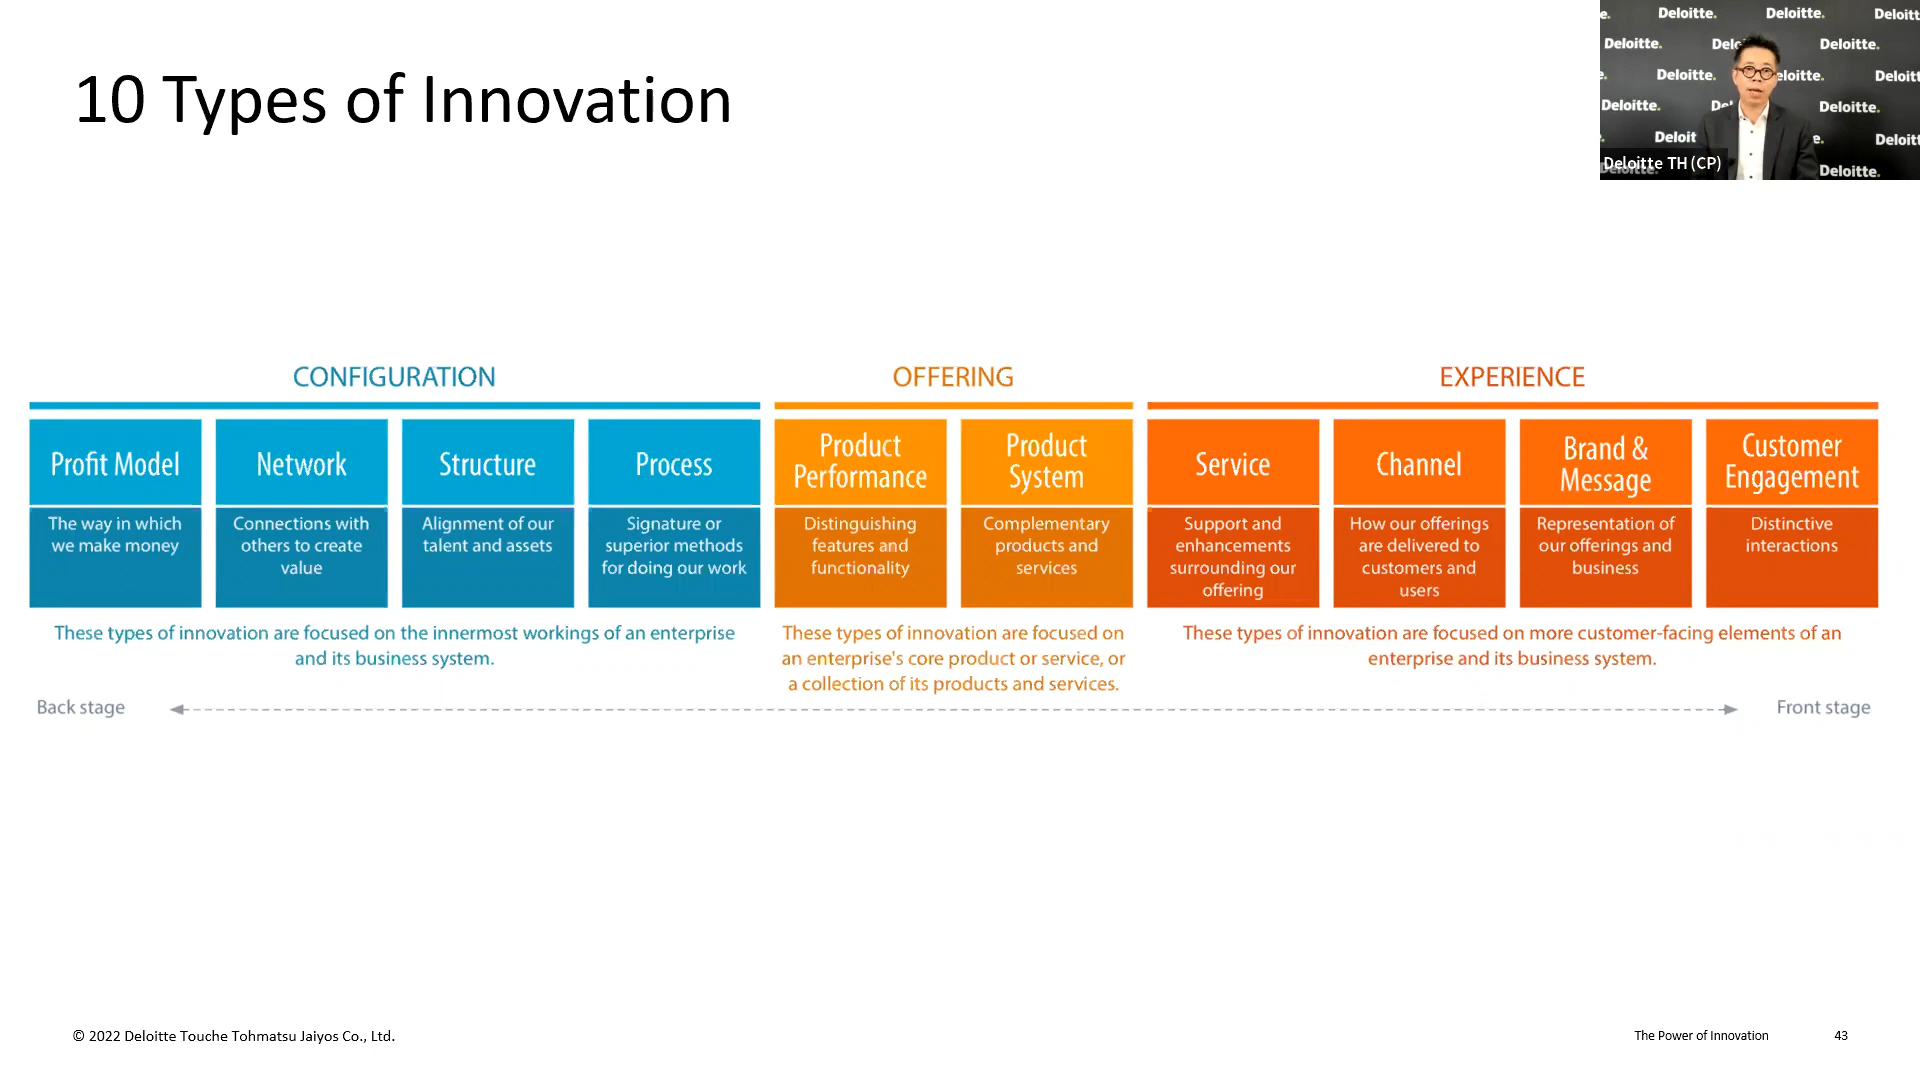 10 Types of Innovation
Deloitte. Deloitte. Deloitt
Deloitte. Deloitte.
Deloitte. eloitte. Deloitt
Deloitte. Deloitte.
Deloit Deloitt
Deloitte TH (CP)
Deloitte.
CONFIGURATION
OFFERING
EXPERIENCE
Profit Model
Network
Structure
Process
Product
Performance
Product
System
Service
Channel
Brand &
Message
Customer
Engagement
The way in which
we make money
Connections with
others to create
value
Alignment of our
talent and assets
Signature or
superior methods
for doing our work
Distinguishing
features and
functionality
Complementary
products and
services
Support and
enhancements
surrounding our
offering
How our offerings
are delivered to
customers and
users
Representation of
our offerings and
business
Distinctive
interactions
These types of innovation are focused on the innermost workings of an enterprise
and its business system.
These types of innovation are focused on
an enterprise's core product or service, or
a collection of its products and services.
These types of innovation are focused on more customer-facing elements of an
enterprise and its business system.
Back stage
Front stage
© 2022 Deloitte Touche Tohmatsu Jaiyos Co., Ltd.
The Power of Innovation
43